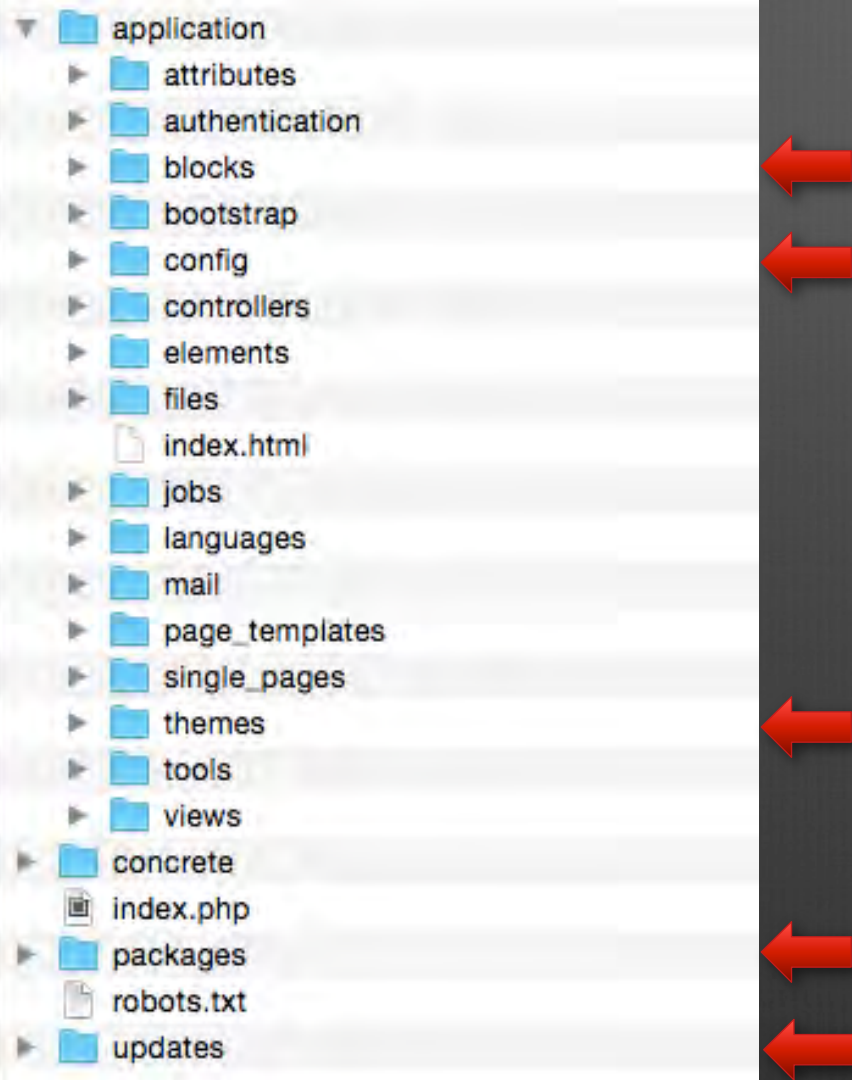 application
attributes
authentication
blocks
bootstrap
config
controllers
elements
files
index.html
jobs
languages
mail
page_templates
single_pages
themes
tools
views
concrete
index.php
packages
robots.txt
updates